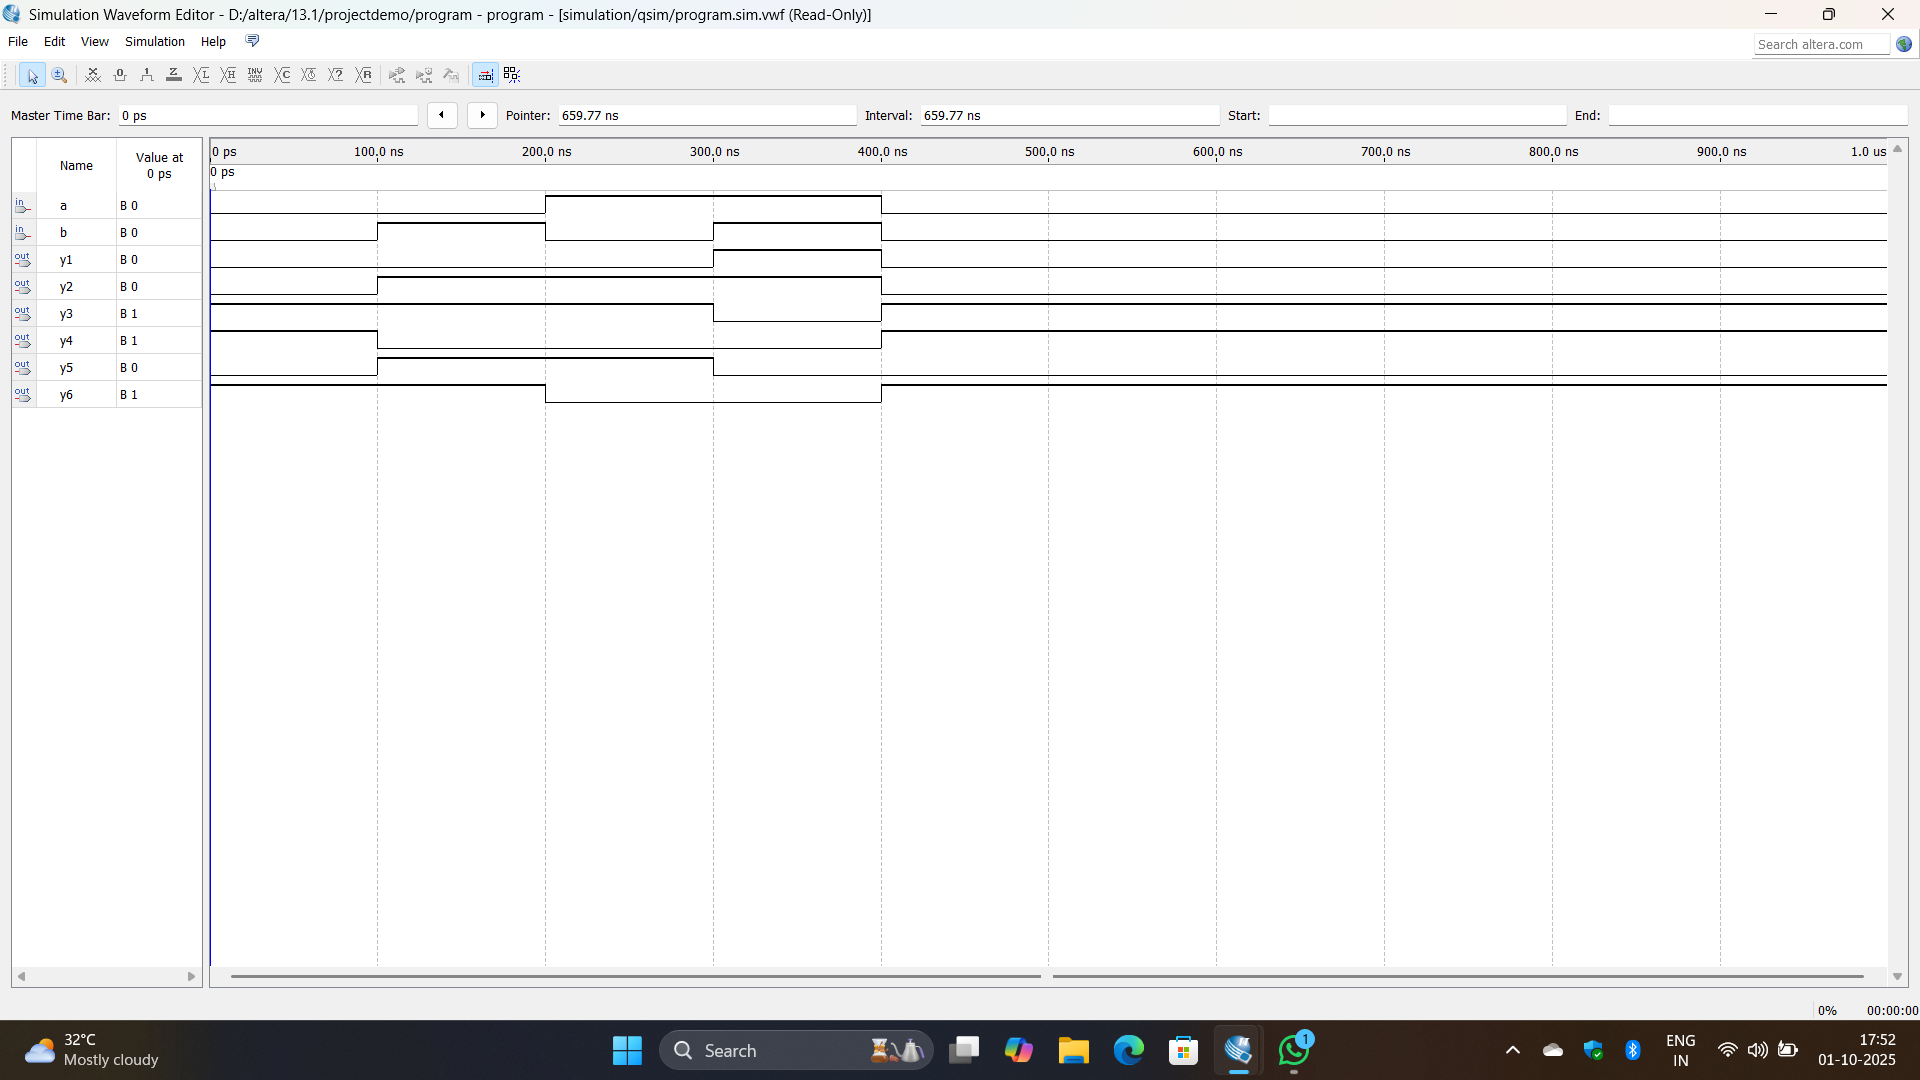 Simulation Waveform Editor - D:/altera/13.1/projectdemo/program - program - [simulation/qsim/program.sim.vwf (Read-Only)]
File Edit View Simulation Help
Search altera.com
Master Time Bar: 0 ps Pointer: 659.77 ns Interval: 659.77 ns Start: End:
Name Value at 0 ps
0 ps 100.0 ns 200.0 ns 300.0 ns 400.0 ns 500.0 ns 600.0 ns 700.0 ns 800.0 ns 900.0 ns 1.0 us
0 ps
in a B 0
in b B 0
out y1 B 0
out y2 B 0
out y3 B 1
out y4 B 1
out y5 B 0
out y6 B 1
0% 00:00:00
32°C
Mostly cloudy
Search
1
ENG
IN
17:52
01-10-2025